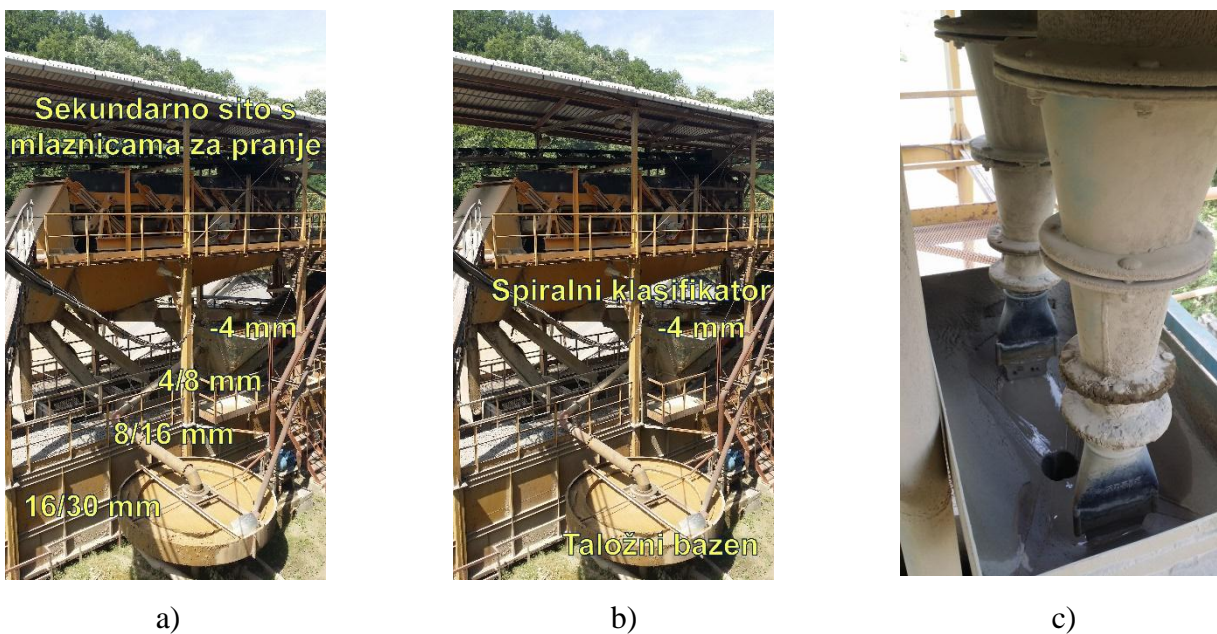 Sekundarno sito s
mlaznicama za pranje
-4 mm
4/8 mm
8/16 mm
16/30 mm
Spiralni klasifikator
-4 mm
Taložni bazen
a)
b)
c)